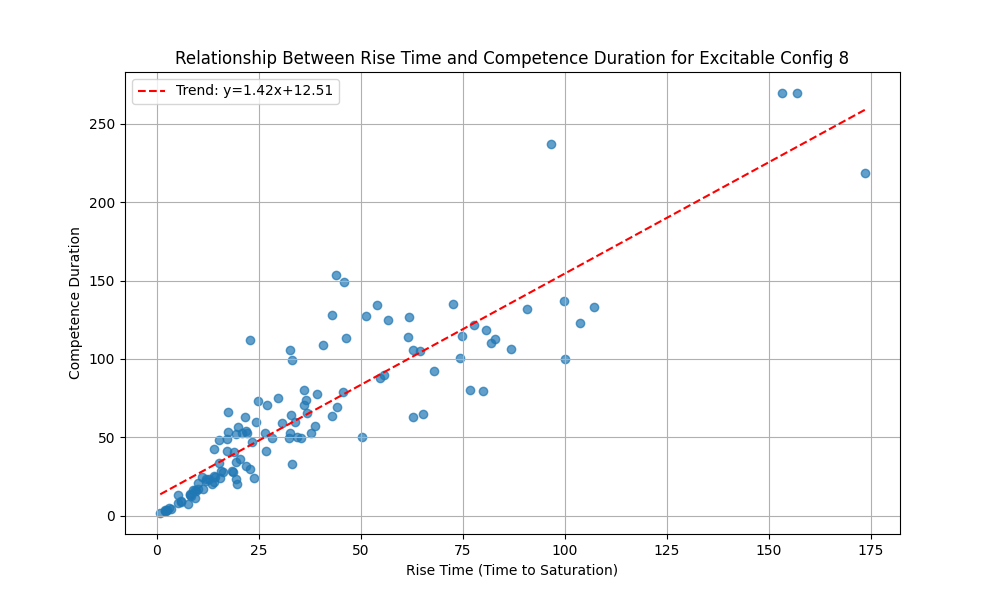 Relationship Between Rise Time and Competence Duration for Excitable Config 8
Trend: y=1.42x+12.51
Competence Duration
250
200
150
100
50
0
0 25 50 75 100 125 150 175
Rise Time (Time to Saturation)